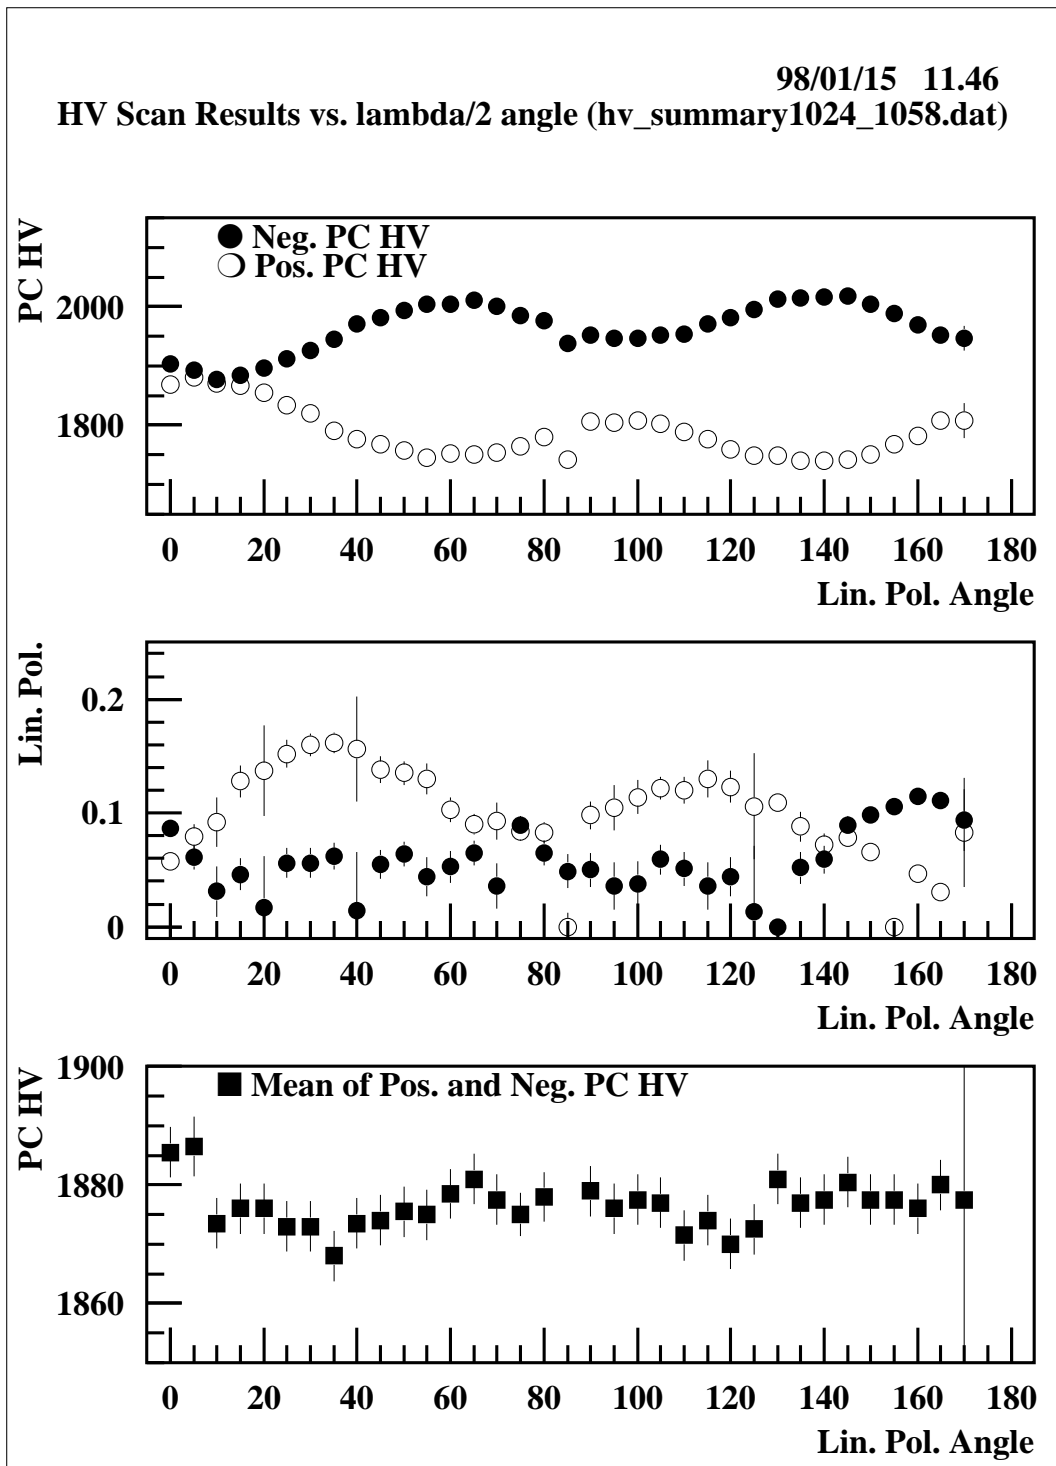 98/01/15 11.46
HV Scan Results vs. lambda/2 angle (hv_summary1024_1058.dat)
PC HV
Neg. PC HV
Pos. PC HV
2000
1800
0 20 40 60 80 100 120 140 160 180
Lin. Pol. Angle
Lin. Pol.
0.2
0.1
0
0 20 40 60 80 100 120 140 160 180
Lin. Pol. Angle
PC HV
Mean of Pos. and Neg. PC HV
1900
1880
1860
0 20 40 60 80 100 120 140 160 180
Lin. Pol. Angle